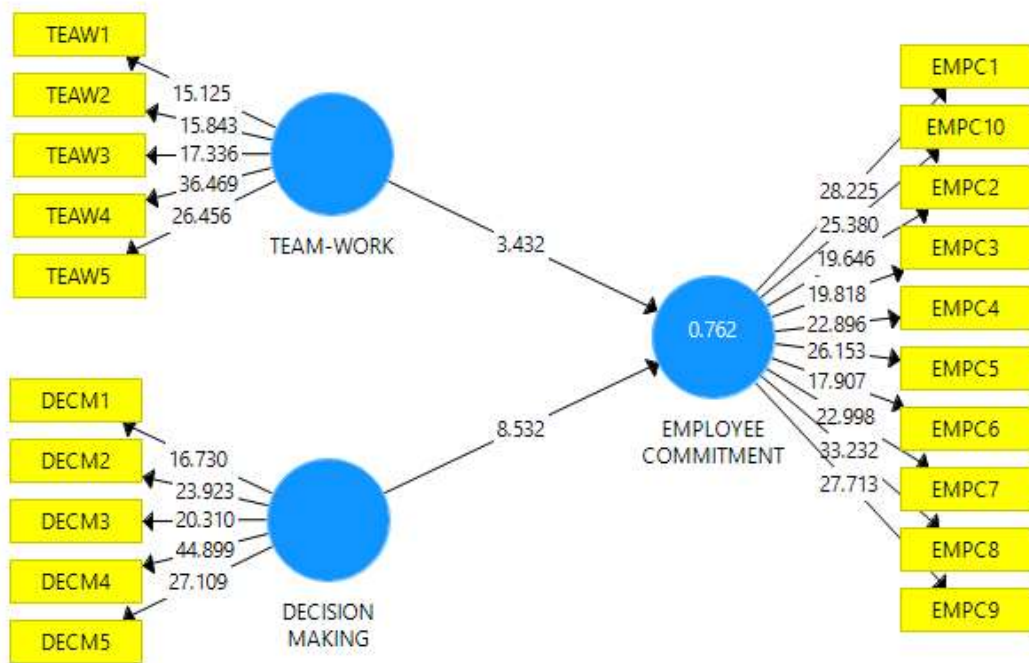 TEAW1
TEAW2
TEAW3
TEAW4
TEAW5
15.125
15.843
17.336
36.469
26.456
TEAM-WORK
3.432
DECM1
DECM2
DECM3
DECM4
DECM5
16.730
23.923
20.310
44.899
27.109
DECISION
MAKING
8.532
0.762
EMPLOYEE
COMMITMENT
28.225
25.380
19.646
19.818
22.896
26.153
17.907
22.998
33.232
27.713
EMPC1
EMPC10
EMPC2
EMPC3
EMPC4
EMPC5
EMPC6
EMPC7
EMPC8
EMPC9